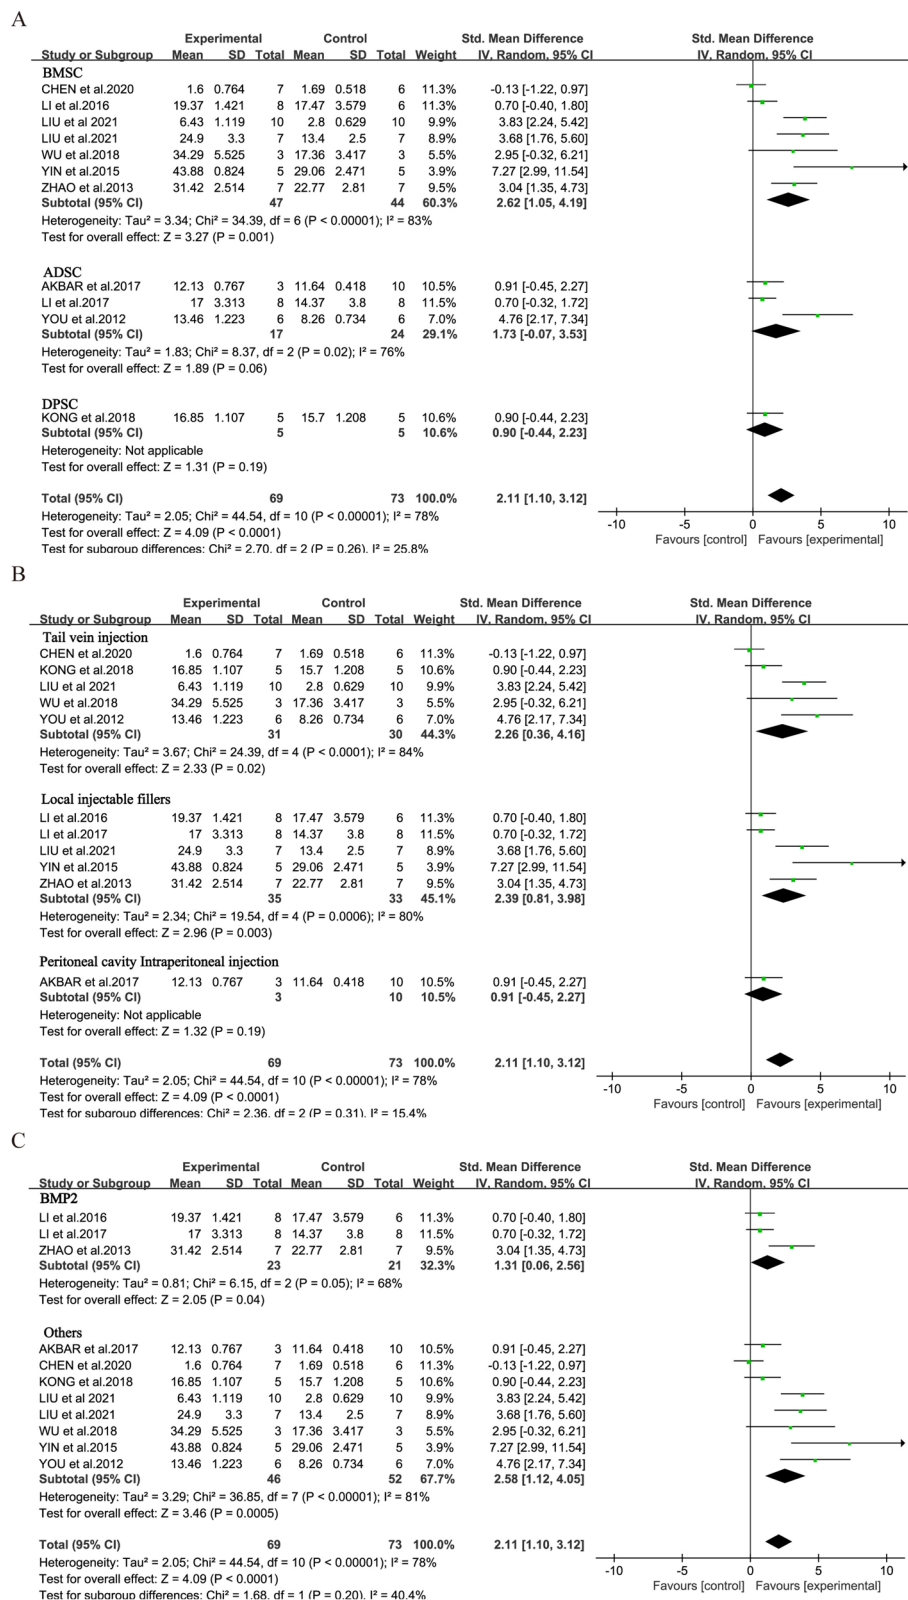 A
Experimental Control Std. Mean Difference Std. Mean Difference
Study or Subgroup Mean SD Total Mean SD Total Weight IV, Random, 95% CI IV, Random, 95% CI
BMSC
CHEN et al.2020 1.6 0.764 7 1.69 0.518 6 11.3% -0.13 [-1.22, 0.97]
LI et al.2016 19.37 1.421 8 17.47 3.579 6 11.3% 0.70 [-0.40, 1.80]
LIU et al 2021 6.43 1.119 10 2.8 0.629 10 9.9% 3.83 [2.24, 5.42]
LIU et al.2021 24.9 3.3 7 13.4 2.5 7 8.9% 3.68 [1.76, 5.60]
WU et al.2018 34.29 5.525 3 17.36 3.417 3 5.5% 2.95 [-0.32, 6.21]
YIN et al.2015 43.88 0.824 5 29.06 2.471 5 3.9% 7.27 [2.99, 11.54]
ZHAO et al.2013 31.42 2.514 7 22.77 2.81 7 9.5% 3.04 [1.35, 4.73]
Subtotal (95% CI) 47 44 60.3% 2.62 [1.05, 4.19]
Heterogeneity: Tau² = 3.34; Chi² = 34.39, df = 6 (P < 0.00001); I² = 83%
Test for overall effect: Z = 3.27 (P = 0.001)
ADSC
AKBAR et al.2017 12.13 0.767 3 11.64 0.418 10 10.5% 0.91 [-0.45, 2.27]
LI et al.2017 17 3.313 8 14.37 3.8 8 11.5% 0.70 [-0.32, 1.72]
YOU et al.2012 13.46 1.223 6 8.26 0.734 6 7.0% 4.76 [2.17, 7.34]
Subtotal (95% CI) 17 24 29.1% 1.73 [-0.07, 3.53]
Heterogeneity: Tau² = 1.83; Chi² = 8.37, df = 2 (P = 0.02); I² = 76%
Test for overall effect: Z = 1.89 (P = 0.06)
DPSC
KONG et al.2018 16.85 1.107 5 15.7 1.208 5 10.6% 0.90 [-0.44, 2.23]
Subtotal (95% CI) 5 5 10.6% 0.90 [-0.44, 2.23]
Heterogeneity: Not applicable
Test for overall effect: Z = 1.31 (P = 0.19)
Total (95% CI) 69 73 100.0% 2.11 [1.10, 3.12]
Heterogeneity: Tau² = 2.05; Chi² = 44.54, df = 10 (P < 0.00001); I² = 78%
-10 -5 0 5 10
Test for overall effect: Z = 4.09 (P < 0.0001)
Favours [control] Favours [experimental]
Test for subgroup differences: Chi² = 2.70, df = 2 (P = 0.26), I² = 25.8%
B
Experimental Control Std. Mean Difference Std. Mean Difference
Study or Subgroup Mean SD Total Mean SD Total Weight IV, Random, 95% CI IV, Random, 95% CI
Tail vein injection
CHEN et al.2020 1.6 0.764 7 1.69 0.518 6 11.3% -0.13 [-1.22, 0.97]
KONG et al.2018 16.85 1.107 5 15.7 1.208 5 10.6% 0.90 [-0.44, 2.23]
LIU et al 2021 6.43 1.119 10 2.8 0.629 10 9.9% 3.83 [2.24, 5.42]
WU et al.2018 34.29 5.525 3 17.36 3.417 3 5.5% 2.95 [-0.32, 6.21]
YOU et al.2012 13.46 1.223 6 8.26 0.734 6 7.0% 4.76 [2.17, 7.34]
Subtotal (95% CI) 31 30 44.3% 2.26 [0.36, 4.16]
Heterogeneity: Tau² = 3.67; Chi² = 24.39, df = 4 (P < 0.0001); I² = 84%
Test for overall effect: Z = 2.33 (P = 0.02)
Local injectable fillers
LI et al.2016 19.37 1.421 8 17.47 3.579 6 11.3% 0.70 [-0.40, 1.80]
LI et al.2017 17 3.313 8 14.37 3.8 8 11.5% 0.70 [-0.32, 1.72]
LIU et al.2021 24.9 3.3 7 13.4 2.5 7 8.9% 3.68 [1.76, 5.60]
YIN et al.2015 43.88 0.824 5 29.06 2.471 5 3.9% 7.27 [2.99, 11.54]
ZHAO et al.2013 31.42 2.514 7 22.77 2.81 7 9.5% 3.04 [1.35, 4.73]
Subtotal (95% CI) 35 33 45.1% 2.39 [0.81, 3.98]
Heterogeneity: Tau² = 2.34; Chi² = 19.54, df = 4 (P = 0.0006); I² = 80%
Test for overall effect: Z = 2.96 (P = 0.003)
Peritoneal cavity Intraperitoneal injection
AKBAR et al.2017 12.13 0.767 3 11.64 0.418 10 10.5% 0.91 [-0.45, 2.27]
Subtotal (95% CI) 3 10 10.5% 0.91 [-0.45, 2.27]
Heterogeneity: Not applicable
Test for overall effect: Z = 1.32 (P = 0.19)
Total (95% CI) 69 73 100.0% 2.11 [1.10, 3.12]
Heterogeneity: Tau² = 2.05; Chi² = 44.54, df = 10 (P < 0.00001); I² = 78%
-10 -5 0 5 10
Test for overall effect: Z = 4.09 (P < 0.0001)
Favours [control] Favours [experimental]
Test for subgroup differences: Chi² = 2.36, df = 2 (P = 0.31), I² = 15.4%
C
Experimental Control Std. Mean Difference Std. Mean Difference
Study or Subgroup Mean SD Total Mean SD Total Weight IV, Random, 95% CI IV, Random, 95% CI
BMP2
LI et al.2016 19.37 1.421 8 17.47 3.579 6 11.3% 0.70 [-0.40, 1.80]
LI et al.2017 17 3.313 8 14.37 3.8 8 11.5% 0.70 [-0.32, 1.72]
ZHAO et al.2013 31.42 2.514 7 22.77 2.81 7 9.5% 3.04 [1.35, 4.73]
Subtotal (95% CI) 23 21 32.3% 1.31 [0.06, 2.56]
Heterogeneity: Tau² = 0.81; Chi² = 6.15, df = 2 (P = 0.05); I² = 68%
Test for overall effect: Z = 2.05 (P = 0.04)
Others
AKBAR et al.2017 12.13 0.767 3 11.64 0.418 10 10.5% 0.91 [-0.45, 2.27]
CHEN et al.2020 1.6 0.764 7 1.69 0.518 6 11.3% -0.13 [-1.22, 0.97]
KONG et al.2018 16.85 1.107 5 15.7 1.208 5 10.6% 0.90 [-0.44, 2.23]
LIU et al 2021 6.43 1.119 10 2.8 0.629 10 9.9% 3.83 [2.24, 5.42]
LIU et al.2021 24.9 3.3 7 13.4 2.5 7 8.9% 3.68 [1.76, 5.60]
WU et al.2018 34.29 5.525 3 17.36 3.417 3 5.5% 2.95 [-0.32, 6.21]
YIN et al.2015 43.88 0.824 5 29.06 2.471 5 3.9% 7.27 [2.99, 11.54]
YOU et al.2012 13.46 1.223 6 8.26 0.734 6 7.0% 4.76 [2.17, 7.34]
Subtotal (95% CI) 46 52 67.7% 2.58 [1.12, 4.05]
Heterogeneity: Tau² = 3.29; Chi² = 36.85, df = 7 (P < 0.00001); I² = 81%
Test for overall effect: Z = 3.46 (P = 0.0005)
Total (95% CI) 69 73 100.0% 2.11 [1.10, 3.12]
Heterogeneity: Tau² = 2.05; Chi² = 44.54, df = 10 (P < 0.00001); I² = 78%
-10 -5 0 5 10
Test for overall effect: Z = 4.09 (P < 0.0001)
Favours [control] Favours [experimental]
Test for subgroup differences: Chi² = 1.68, df = 1 (P = 0.20), I² = 40.4%